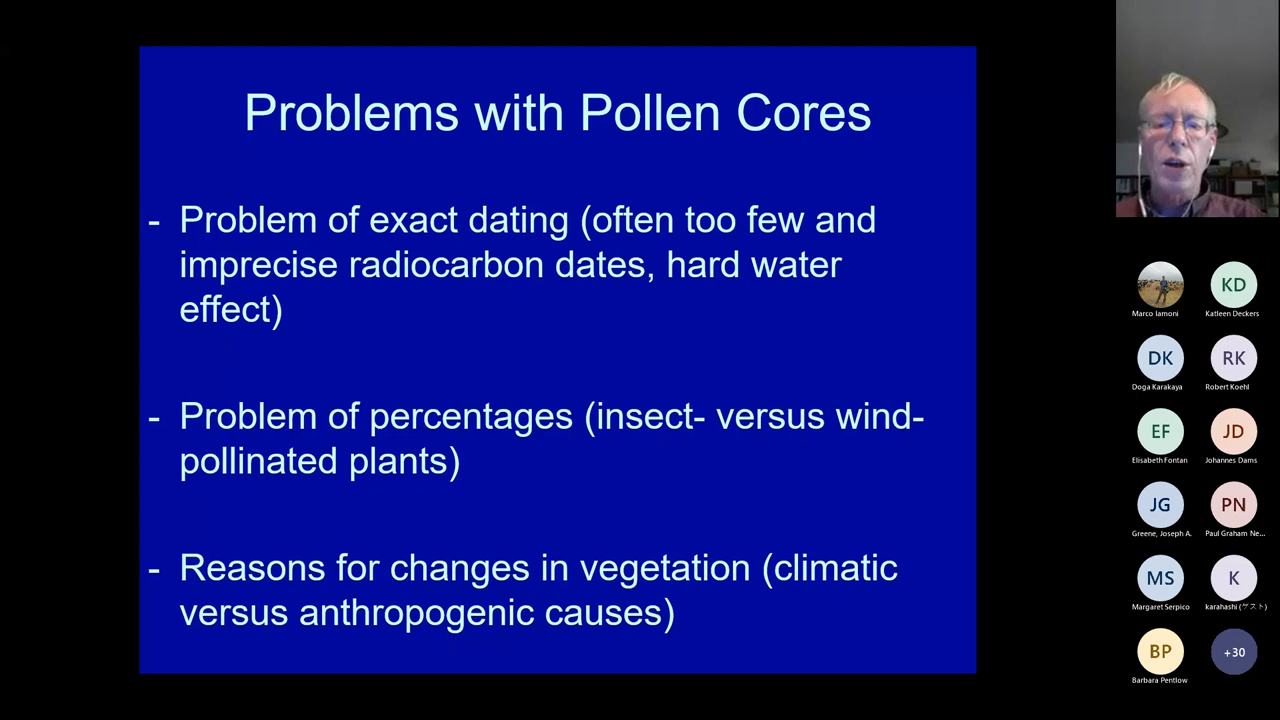 Problems with Pollen Cores
- Problem of exact dating (often too few and
imprecise radiocarbon dates, hard water
effect)
- Problem of percentages (insect- versus wind-
pollinated plants)
- Reasons for changes in vegetation (climatic
versus anthropogenic causes)
Marco Iamoni
KD
Katleen Deckers
DK
Doga Karakaya
RK
Robert Koehl
EF
Elisabeth Fontan
JD
Johannes Dams
JG
Greene, Joseph A.
PN
Paul Graham Ne...
MS
Margaret Serpico
K
karahashi (ゲスト)
BP
Barbara Pentlow
+30